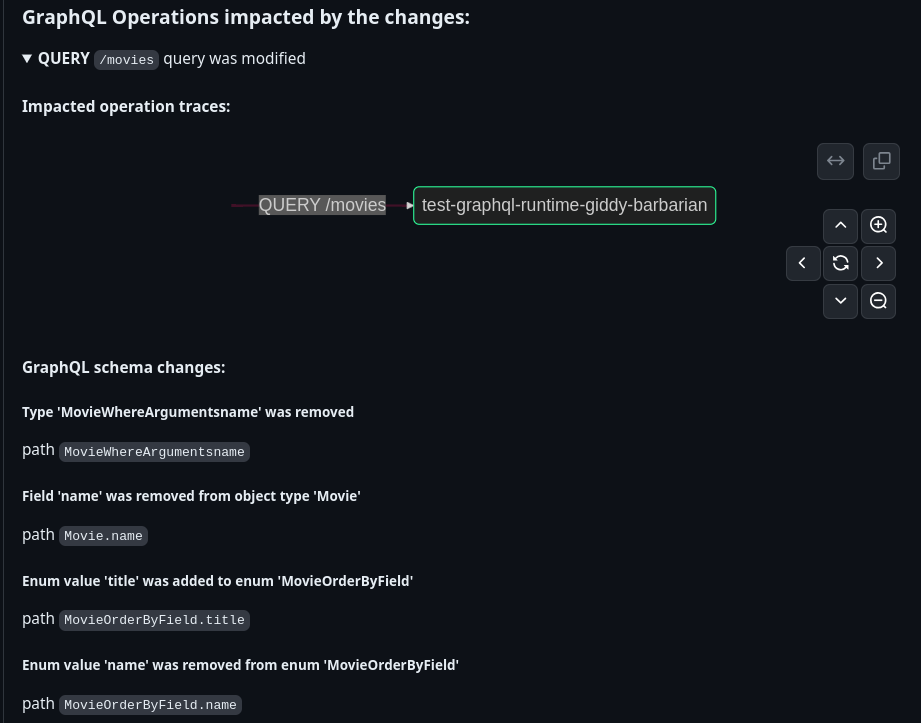 GraphQL Operations impacted by the changes:
▼ QUERY /movies query was modified
Impacted operation traces:
QUERY /movies
test-graphql-runtime-giddy-barbarian
GraphQL schema changes:
Type 'MovieWhereArgumentsname' was removed
path MovieWhereArgumentsname
Field 'name' was removed from object type 'Movie'
path Movie.name
Enum value 'title' was added to enum 'MovieOrderByField'
path MovieOrderByField.title
Enum value 'name' was removed from enum 'MovieOrderByField'
path MovieOrderByField.name